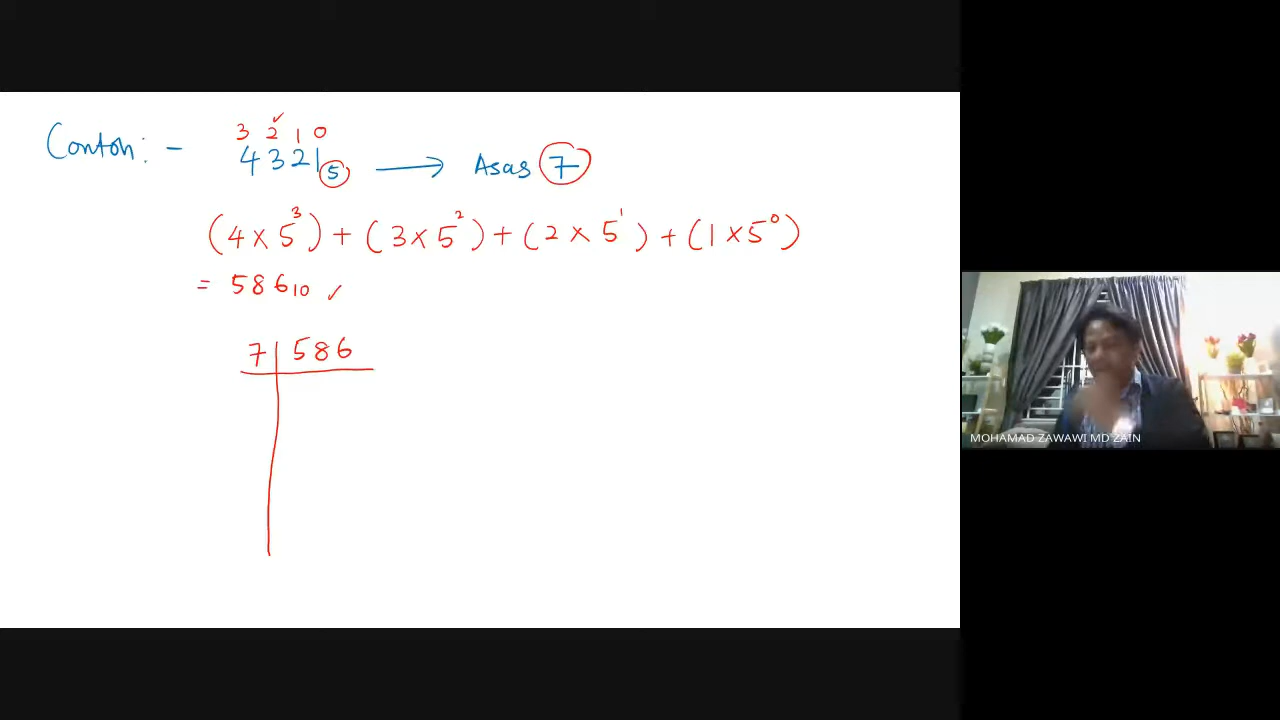 3 2 1 0 ✓
Contoh: - 4321₅ → Asas 7
(4 × 5³) + (3 × 5²) + (2 × 5¹) + (1 × 5⁰)
= 586₁₀ ✓
7 | 586
MOHAMAD ZAWAWI MD ZAIN